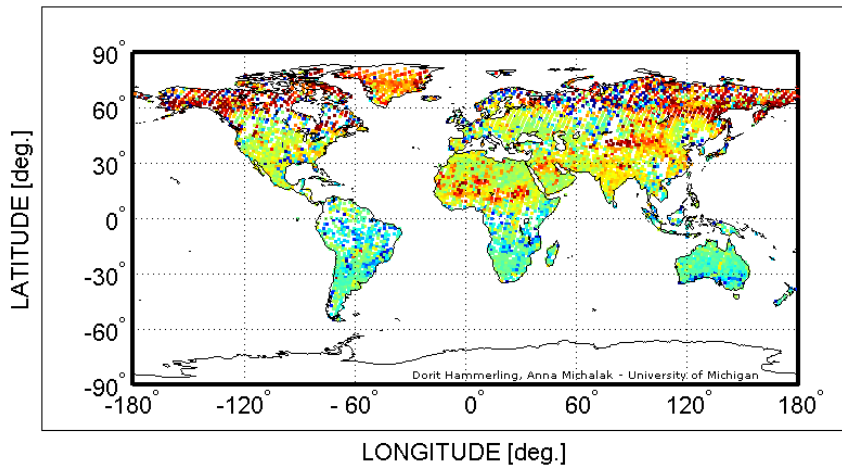 90°
60°
30°
0°
-30°
-60°
-90°
LATITUDE [deg.]
Dorit Hammerling, Anna Michalak - University of Michigan
-180° -120° - 60° 0° 60° 120° 180°
LONGITUDE [deg.]